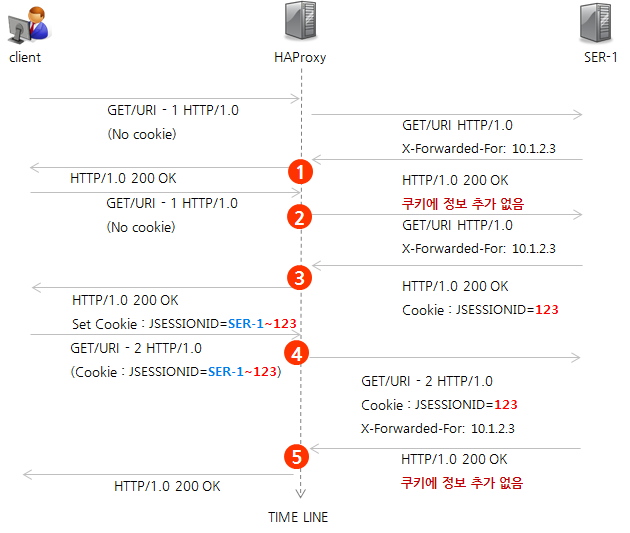 client
HAProxy
SER-1
GET/URI - 1 HTTP/1.0
(No cookie)
GET/URI HTTP/1.0
X-Forwarded-For: 10.1.2.3
1
HTTP/1.0 200 OK
HTTP/1.0 200 OK
쿠키에 정보 추가 없음
GET/URI - 1 HTTP/1.0
(No cookie)
2
GET/URI HTTP/1.0
X-Forwarded-For: 10.1.2.3
3
HTTP/1.0 200 OK
Cookie : JSESSIONID=123
HTTP/1.0 200 OK
Set Cookie : JSESSIONID=SER-1~123
GET/URI - 2 HTTP/1.0
(Cookie : JSESSIONID=SER-1~123)
4
GET/URI - 2 HTTP/1.0
Cookie : JSESSIONID=123
X-Forwarded-For: 10.1.2.3
5
HTTP/1.0 200 OK
쿠키에 정보 추가 없음
HTTP/1.0 200 OK
TIME LINE